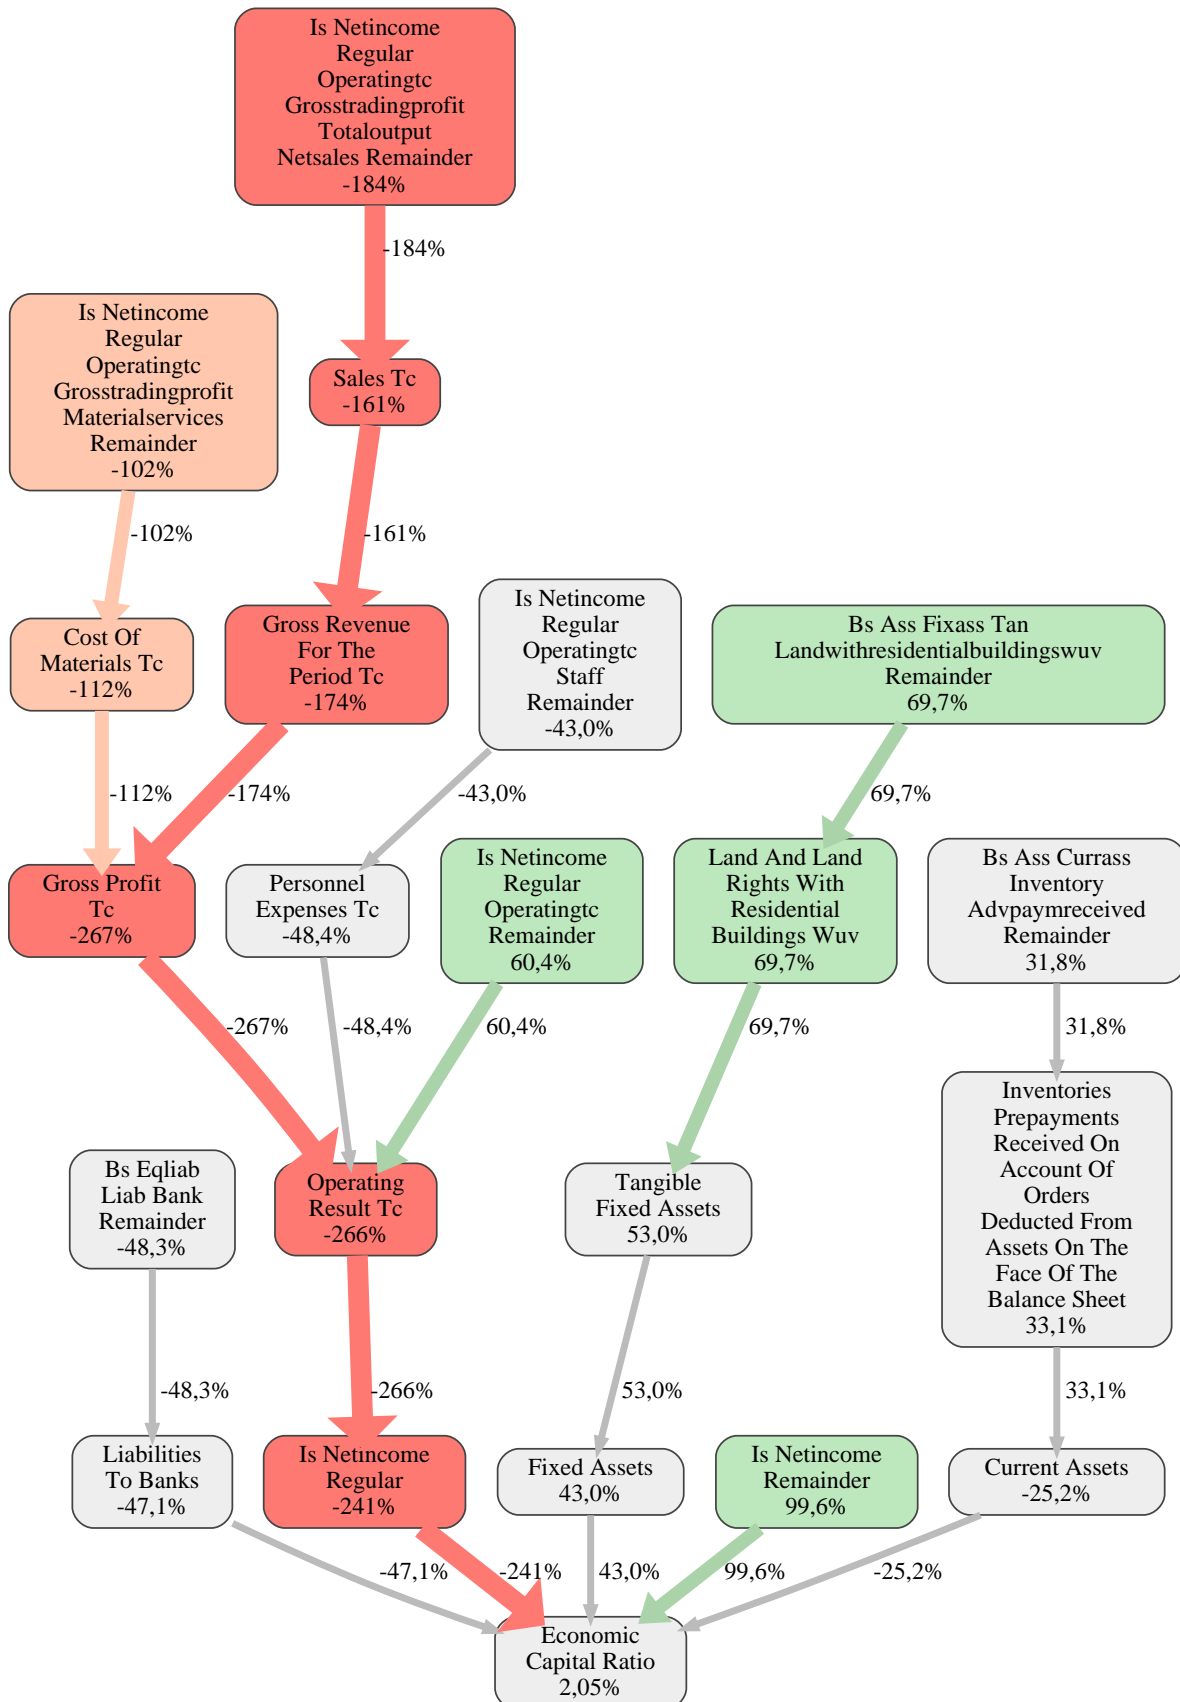 Is Netincome
Regular
Operatingtc
Grosstradingprofit
Totaloutput
Netsales Remainder
-184%
-184%
Is Netincome
Regular
Operatingtc
Grosstradingprofit
Materialservices
Remainder
-102%
Sales Tc
-161%
-102%
-161%
Cost Of
Materials Tc
-112%
Gross Revenue
For The
Period Tc
-174%
Is Netincome
Regular
Operatingtc
Staff
Remainder
-43,0%
Bs Ass Fixass Tan
Landwithresidentialbuildingswuv
Remainder
69,7%
-112%
-174%
-43,0%
69,7%
Gross Profit
Tc
-267%
Personnel
Expenses Tc
-48,4%
Is Netincome
Regular
Operatingtc
Remainder
60,4%
Land And Land
Rights With
Residential
Buildings Wuv
69,7%
Bs Ass Currass
Inventory
Advpaymreceived
Remainder
31,8%
-267%
-48,4%
60,4%
69,7%
31,8%
Bs Eqliab
Liab Bank
Remainder
-48,3%
Operating
Result Tc
-266%
Tangible
Fixed Assets
53,0%
Inventories
Prepayments
Received On
Account Of
Orders
Deducted From
Assets On The
Face Of The
Balance Sheet
33,1%
-48,3%
-266%
53,0%
33,1%
Liabilities
To Banks
-47,1%
Is Netincome
Regular
-241%
Fixed Assets
43,0%
Is Netincome
Remainder
99,6%
Current Assets
-25,2%
-47,1%
-241%
43,0%
99,6%
-25,2%
Economic
Capital Ratio
2,05%